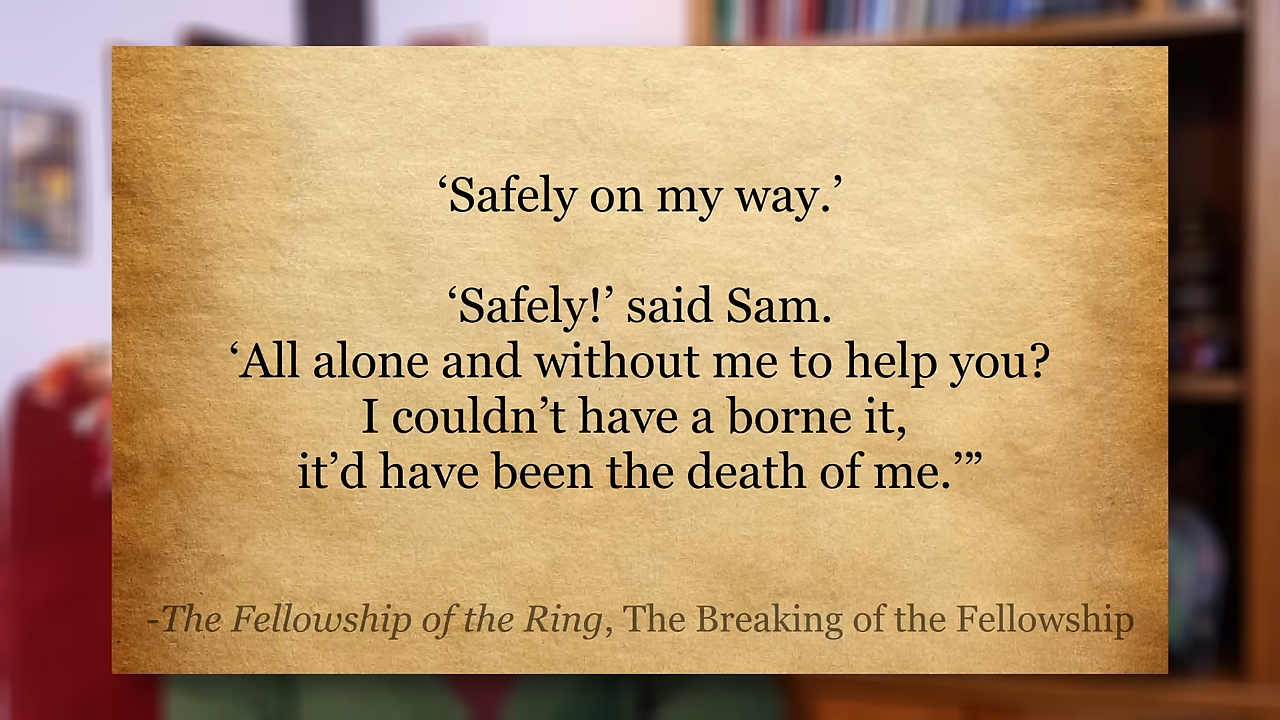 ‘Safely on my way.’
‘Safely!’ said Sam.
‘All alone and without me to help you?
I couldn’t have a borne it,
it’d have been the death of me.’”
-The Fellowship of the Ring, The Breaking of the Fellowship